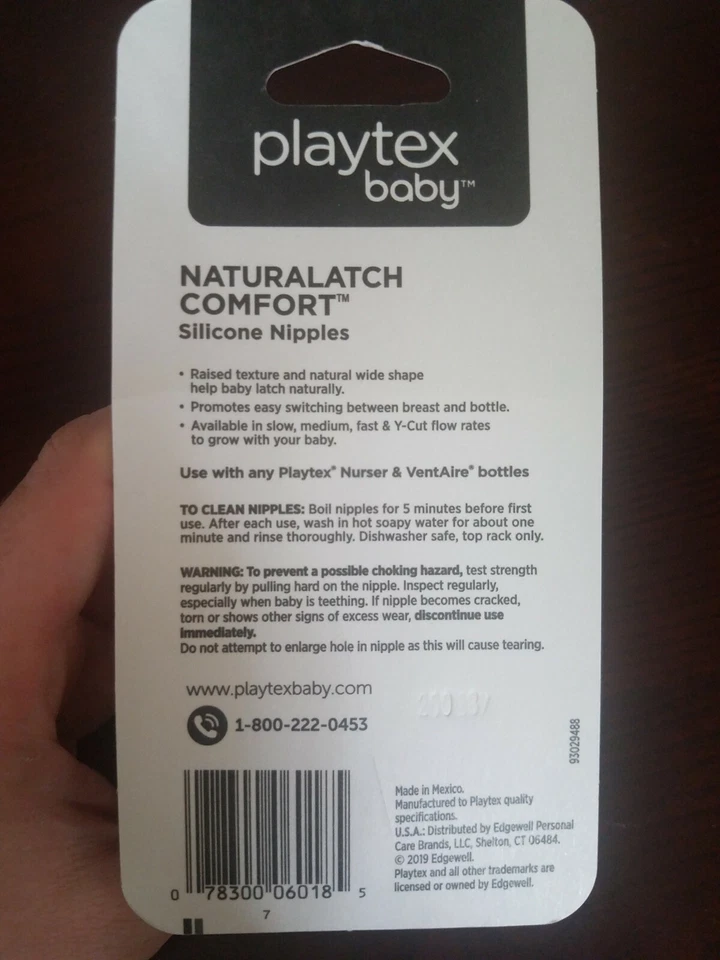 playtex
baby™
NATURALATCH
COMFORT™
Silicone Nipples
• Raised texture and natural wide shape
help baby latch naturally.
• Promotes easy switching between breast and bottle.
• Available in slow, medium, fast & Y-Cut flow rates
to grow with your baby.
Use with any Playtex® Nurser & VentAire® bottles
TO CLEAN NIPPLES: Boil nipples for 5 minutes before first
use. After each use, wash in hot soapy water for about one
minute and rinse thoroughly. Dishwasher safe, top rack only.
WARNING: To prevent a possible choking hazard, test strength
regularly by pulling hard on the nipple. Inspect regularly,
especially when baby is teething. If nipple becomes cracked,
torn or shows other signs of excess wear, discontinue use
immediately.
Do not attempt to enlarge hole in nipple as this will cause tearing.
www.playtexbaby.com
1-800-222-0453
93029488
Made in Mexico.
Manufactured to Playtex quality
specifications.
U.S.A.: Distributed by Edgewell Personal
Care Brands, LLC, Shelton, CT 06484.
© 2019 Edgewell.
Playtex and all other trademarks are
licensed or owned by Edgewell.
0 78300 06018 5
7